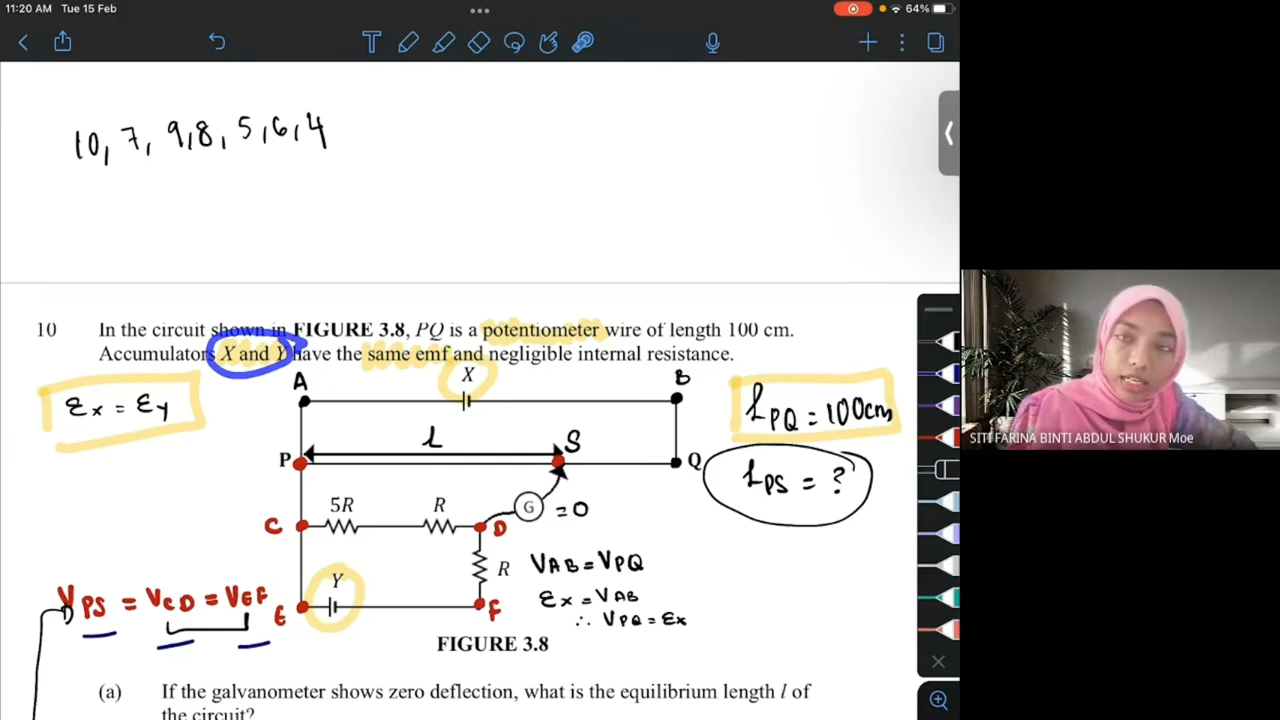 11:20 AM Tue 15 Feb
64%
T
10, 7, 9, 8, 5, 6, 4
10 In the circuit shown in FIGURE 3.8, PQ is a potentiometer wire of length 100 cm.
Accumulators X and Y have the same emf and negligible internal resistance.
A X B
εx = εy
LPQ = 100cm
l S
P Q
LPS = ?
5R R G = 0
C D
R VAB = VPQ
Y
VPS = VCD = VEF E F εx = VAB
∴ VPQ = εx
FIGURE 3.8
(a) If the galvanometer shows zero deflection, what is the equilibrium length l of
the circuit?
SITI FARINA BINTI ABDUL SHUKUR Moe